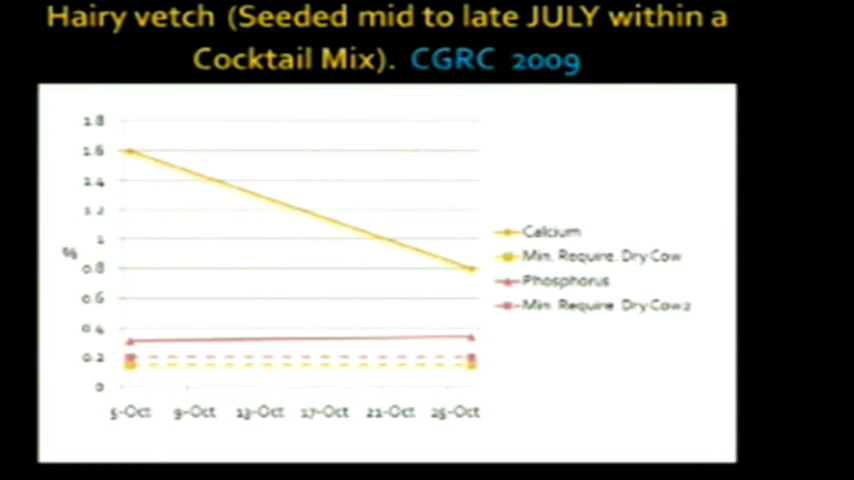 Hairy vetch (Seeded mid to late JULY within a
Cocktail Mix). CGRC 2009
1.8
1.6
1.4
1.2
1
0.8
0.6
0.4
0.2
0
%
5-Oct 9-Oct 13-Oct 17-Oct 21-Oct 25-Oct
Calcium
Min. Require. Dry Cow
Phosphorus
Min. Require. Dry Cow2